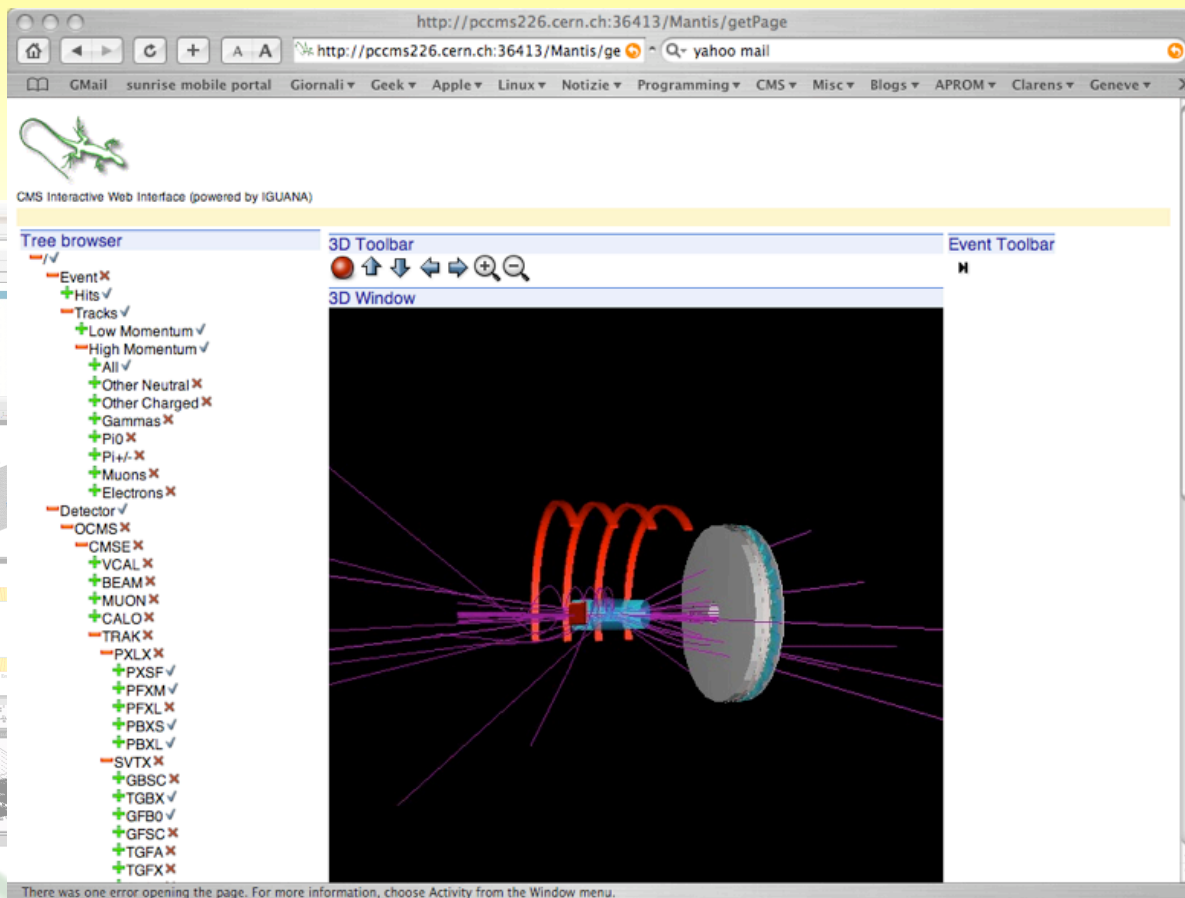 http://pccms226.cern.ch:36413/Mantis/getPage
A A http://pccms226.cern.ch:36413/Mantis/ge Q- yahoo mail
GMail sunrise mobile portal Giornali Geek Apple Linux Notizie Programming CMS Misc Blogs APROM Clarens Geneve
CMS Interactive Web Interface (powered by IGUANA)
Tree browser
/
Event
Hits
Tracks
Low Momentum
High Momentum
All
Other Neutral
Other Charged
Gammas
Pi0
Pi+/-
Muons
Electrons
Detector
OCMS
CMSE
VCAL
BEAM
MUON
CALO
TRAK
PXLX
PXSF
PFXM
PFXL
PBXS
PBXL
SVTX
GBSC
TGBX
GFB0
GFSC
TGFA
TGFX
3D Toolbar
3D Window
Event Toolbar
There was one error opening the page. For more information, choose Activity from the Window menu.